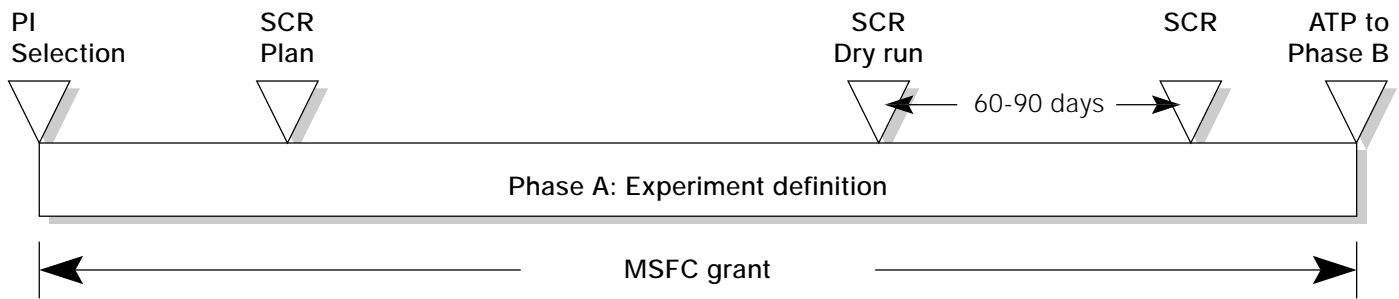 PI
Selection
SCR
Plan
SCR
Dry run
SCR
ATP to
Phase B
60-90 days
Phase A: Experiment definition
MSFC grant